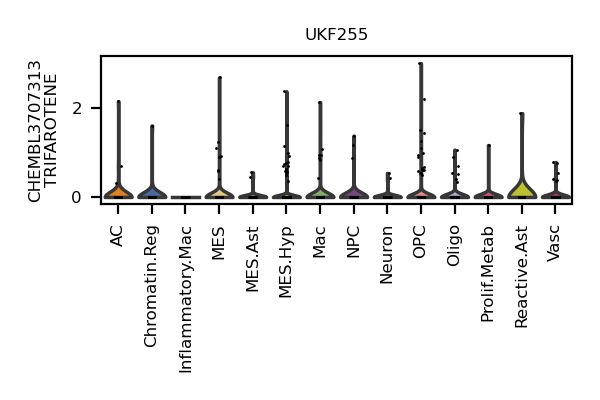 UKF255
CHEMBL3707313
TRIFAROTENE
2
0
AC
Chromatin.Reg
Inflammatory.Mac
MES
MES.Ast
MES.Hyp
Mac
NPC
Neuron
OPC
Oligo
Prolif.Metab
Reactive.Ast
Vasc